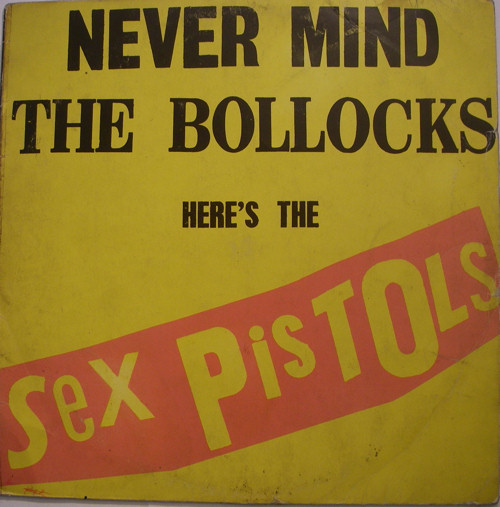 NEVER MIND
THE BOLLOCKS
HERE'S THE
Sex PisTOLs